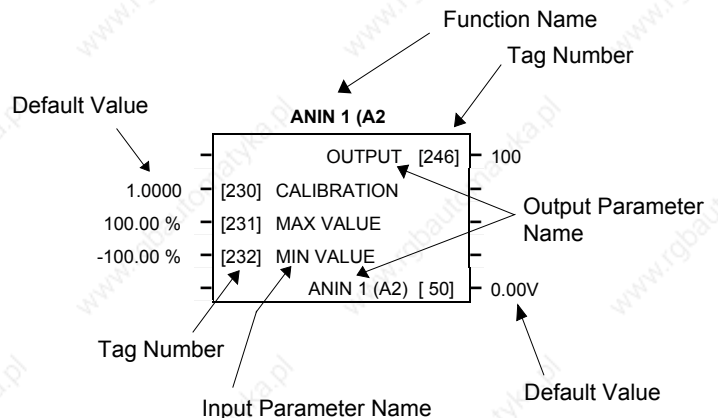 Function Name
Tag Number
Default Value
ANIN 1 (A2
OUTPUT [246] 100
1.0000 [230] CALIBRATION
100.00 % [231] MAX VALUE
Output Parameter
Name
-100.00 % [232] MIN VALUE
ANIN 1 (A2) [ 50] 0.00V
Tag Number
Default Value
Input Parameter Name